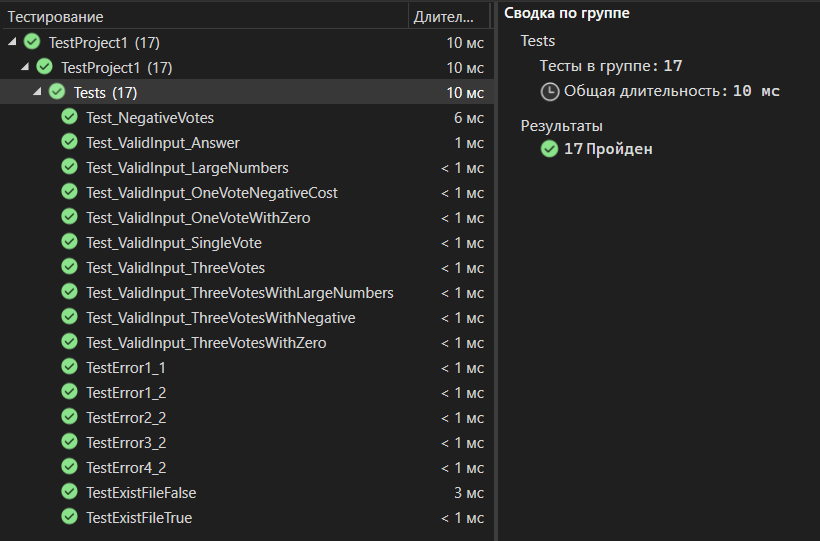 Тестирование Длител...
TestProject1 (17) 10 мс
TestProject1 (17) 10 мс
Tests (17) 10 мс
Test_NegativeVotes 6 мс
Test_ValidInput_Answer 1 мс
Test_ValidInput_LargeNumbers < 1 мс
Test_ValidInput_OneVoteNegativeCost < 1 мс
Test_ValidInput_OneVoteWithZero < 1 мс
Test_ValidInput_SingleVote < 1 мс
Test_ValidInput_ThreeVotes < 1 мс
Test_ValidInput_ThreeVotesWithLargeNumbers < 1 мс
Test_ValidInput_ThreeVotesWithNegative < 1 мс
Test_ValidInput_ThreeVotesWithZero < 1 мс
TestError1_1 < 1 мс
TestError1_2 < 1 мс
TestError2_2 < 1 мс
TestError3_2 < 1 мс
TestError4_2 < 1 мс
TestExistFileFalse 3 мс
TestExistFileTrue < 1 мс
Сводка по группе
Tests
Тесты в группе: 17
Общая длительность: 10 мс
Результаты
17 Пройден